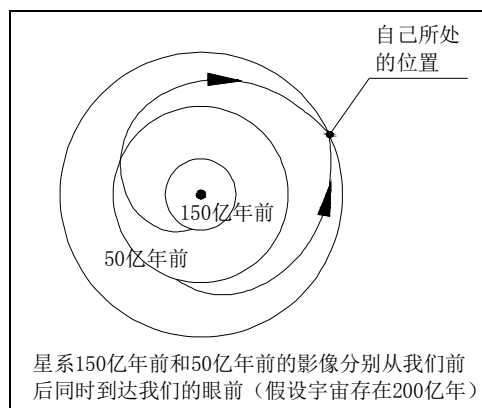 自己所处
的位置
150亿年前
50亿年前
星系150亿年前和50亿年前的影像分别从我们前
后同时到达我们的眼前（假设宇宙存在200亿年）